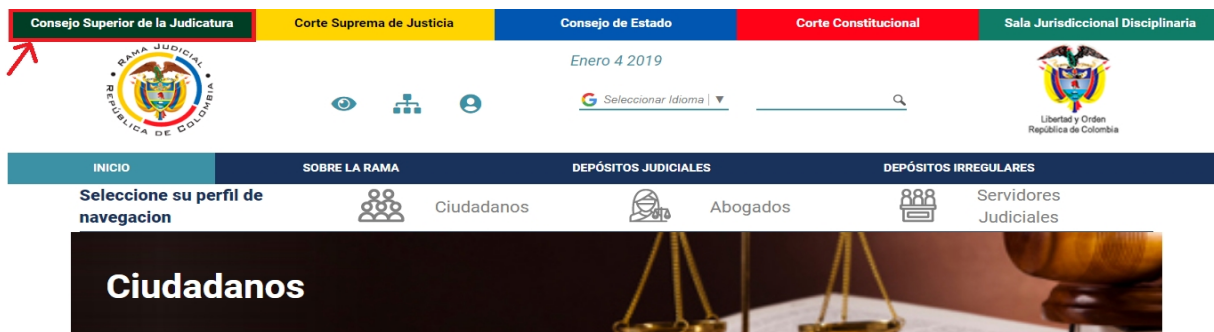 Consejo Superior de la Judicatura
Corte Suprema de Justicia
Consejo de Estado
Corte Constitucional
Sala Jurisdiccional Disciplinaria
RAMA JUDICIAL
REPÚBLICA DE COLOMBIA
Enero 4 2019
G Seleccionar Idioma | ▼
Libertad y Orden
República de Colombia
INICIO
SOBRE LA RAMA
DEPÓSITOS JUDICIALES
DEPÓSITOS IRREGULARES
Seleccione su perfil de
navegacion
Ciudadanos
Abogados
Servidores
Judiciales
Ciudadanos